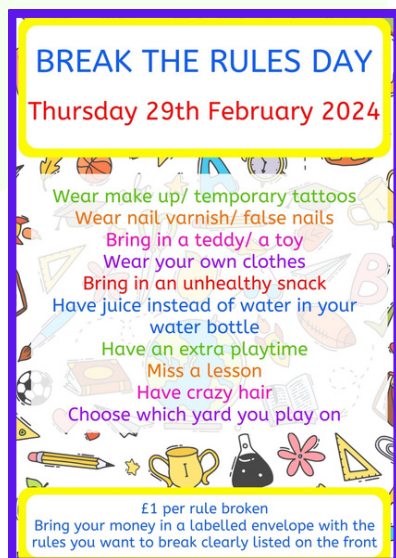 BREAK THE RULES DAY
Thursday 29th February 2024
Wear make up/ temporary tattoos
Wear nail varnish/ false nails
Bring in a teddy/ a toy
Wear your own clothes
Bring in an unhealthy snack
Have juice instead of water in your
water bottle
Have an extra playtime
Miss a lesson
Have crazy hair
Choose which yard you play on
£1 per rule broken
Bring your money in a labelled envelope with the
rules you want to break clearly listed on the front